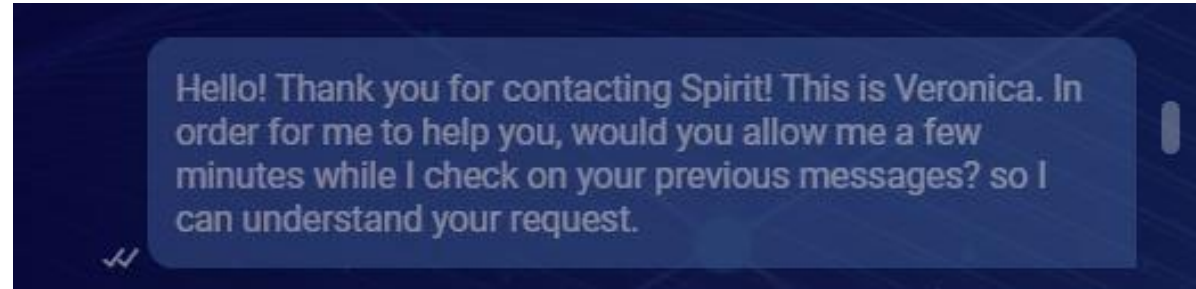 Hello! Thank you for contacting Spirit! This is Veronica. In
order for me to help you, would you allow me a few
minutes while I check on your previous messages? so I
can understand your request.